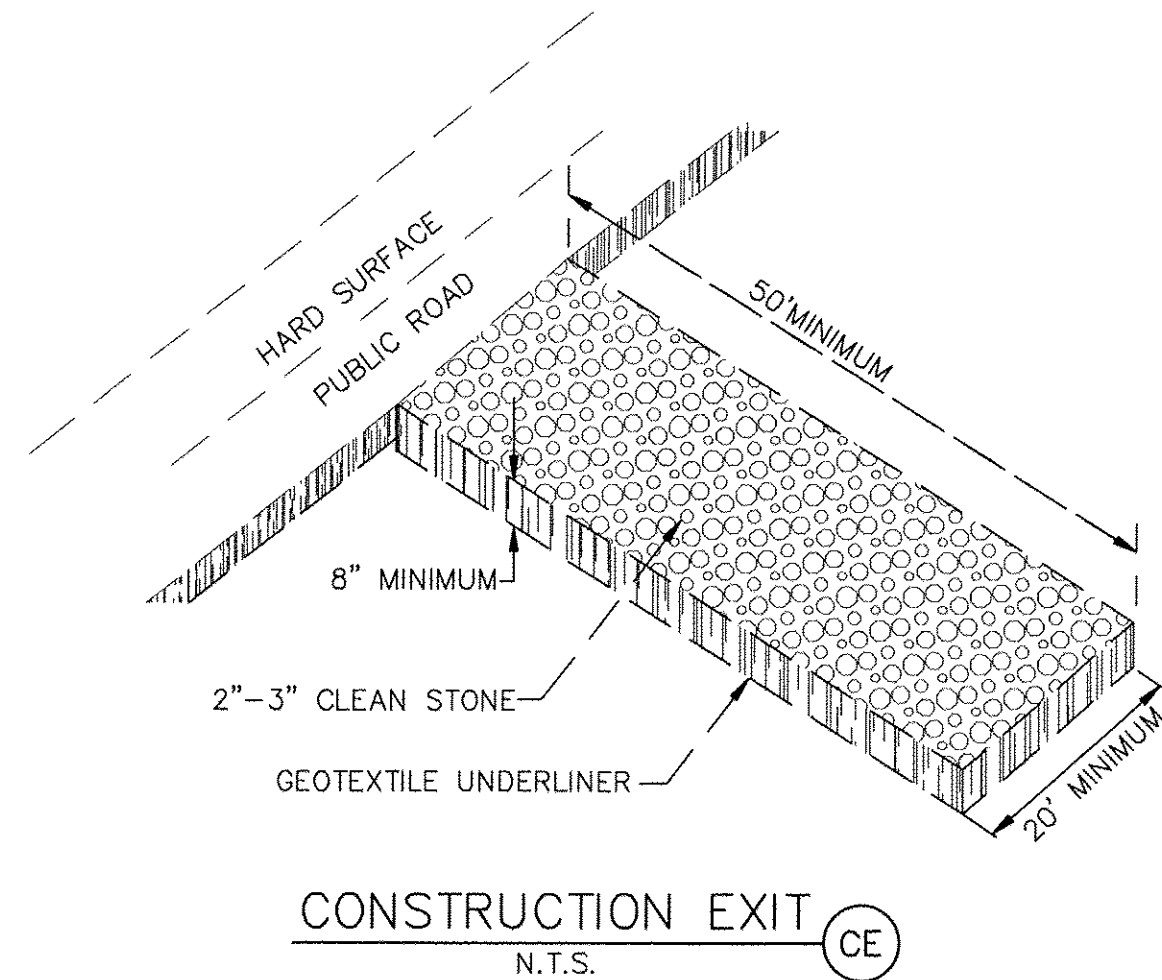 HARD SURFACE
PUBLIC ROAD
50'MINIMUM
8" MINIMUM
2"-3" CLEAN STONE
GEOTEXTILE UNDERLINER
20' MINIMUM
CONSTRUCTION EXIT
CE
N.T.S.